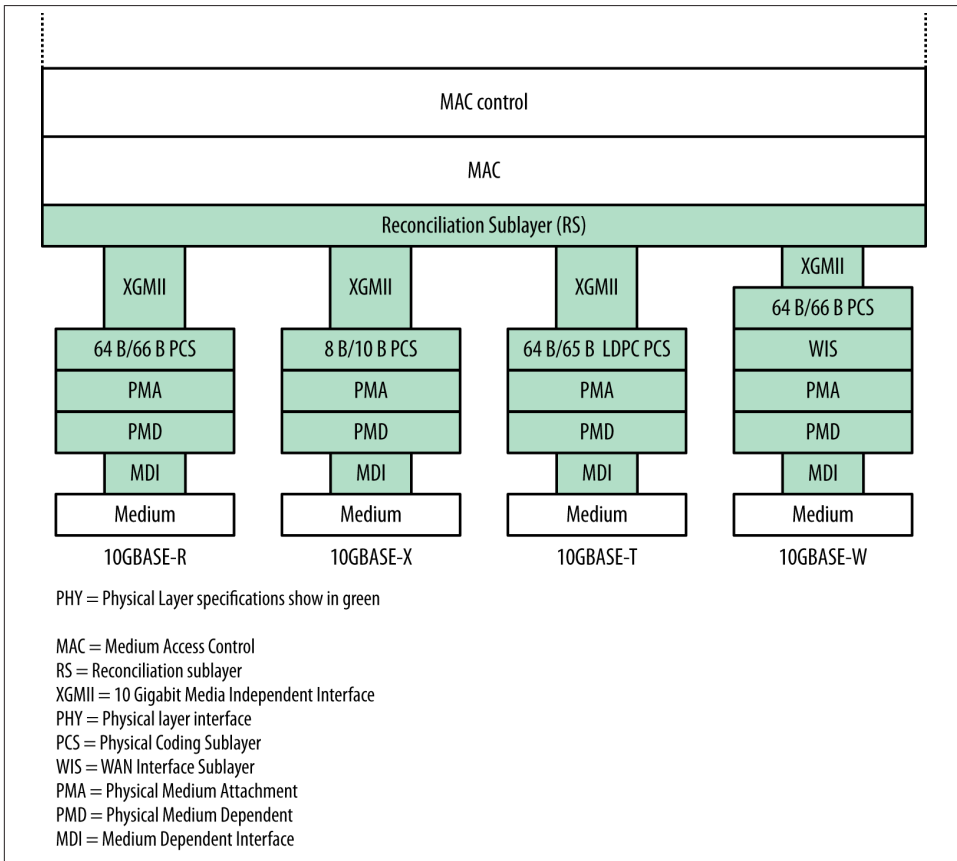 MAC control
MAC
Reconciliation Sublayer (RS)
XGMII
XGMII
XGMII
XGMII
64 B/66 B PCS
64 B/66 B PCS
8 B/10 B PCS
64 B/65 B LDPC PCS
WIS
PMA
PMA
PMA
PMA
PMD
PMD
PMD
PMD
MDI
MDI
MDI
MDI
Medium
Medium
Medium
Medium
10GBASE-R
10GBASE-X
10GBASE-T
10GBASE-W
PHY = Physical Layer specifications show in green
MAC = Medium Access Control
RS = Reconciliation sublayer
XGMII = 10 Gigabit Media Independent Interface
PHY = Physical layer interface
PCS = Physical Coding Sublayer
WIS = WAN Interface Sublayer
PMA = Physical Medium Attachment
PMD = Physical Medium Dependent
MDI = Medium Dependent Interface